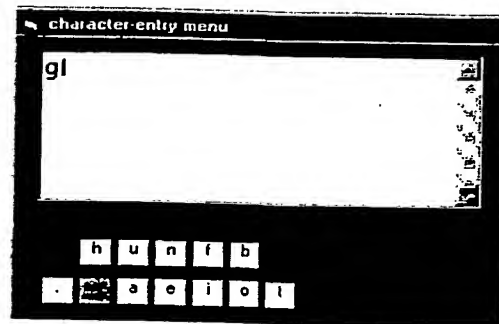 character-entry menu
gl
h u n f b
. a e i o t